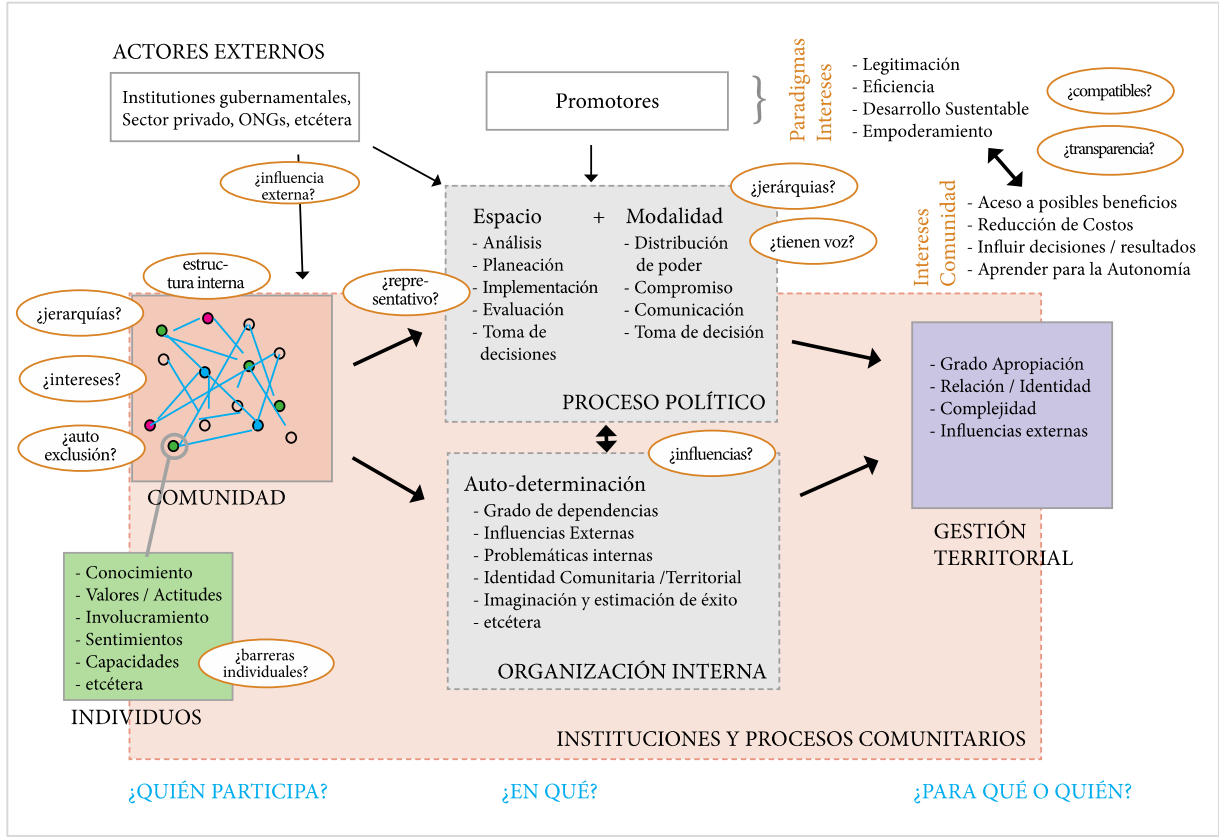 ACTORES EXTERNOS
Institutiones gubernamentales,
Sector privado, ONGs, etcétera
Promotores
}
Paradigmas
Intereses
- Legitimación
- Eficiencia
- Desarrollo Sustentable
- Empoderamiento
¿compatibles?
¿transparencia?
¿influencia
externa?
¿jerárquias?
¿tienen voz?
Intereses
Comunidad
- Aceso a posibles beneficios
- Reducción de Costos
- Influir decisiones / resultados
- Aprender para la Autonomía
Espacio + Modalidad
- Análisis
- Planeación
- Implementación
- Evaluación
- Toma de
decisiones
- Distribución
de poder
- Compromiso
- Comunicación
- Toma de decisión
PROCESO POLÍTICO
¿repre-
sentativo?
estruc-
tura interna
¿jerarquías?
¿intereses?
¿auto
exclusión?
COMUNIDAD
¿influencias?
Auto-determinación
- Grado de dependencias
- Influencias Externas
- Problemáticas internas
- Identidad Comunitaria /Territorial
- Imaginación y estimación de éxito
- etcétera
ORGANIZACIÓN INTERNA
- Grado Apropiación
- Relación / Identidad
- Complejidad
- Influencias externas
GESTIÓN
TERRITORIAL
- Conocimiento
- Valores / Actitudes
- Involucramiento
- Sentimientos
- Capacidades
- etcétera
¿barreras
individuales?
INDIVIDUOS
INSTITUCIONES Y PROCESOS COMUNITARIOS
¿QUIÉN PARTICIPA?
¿EN QUÉ?
¿PARA QUÉ O QUIÉN?